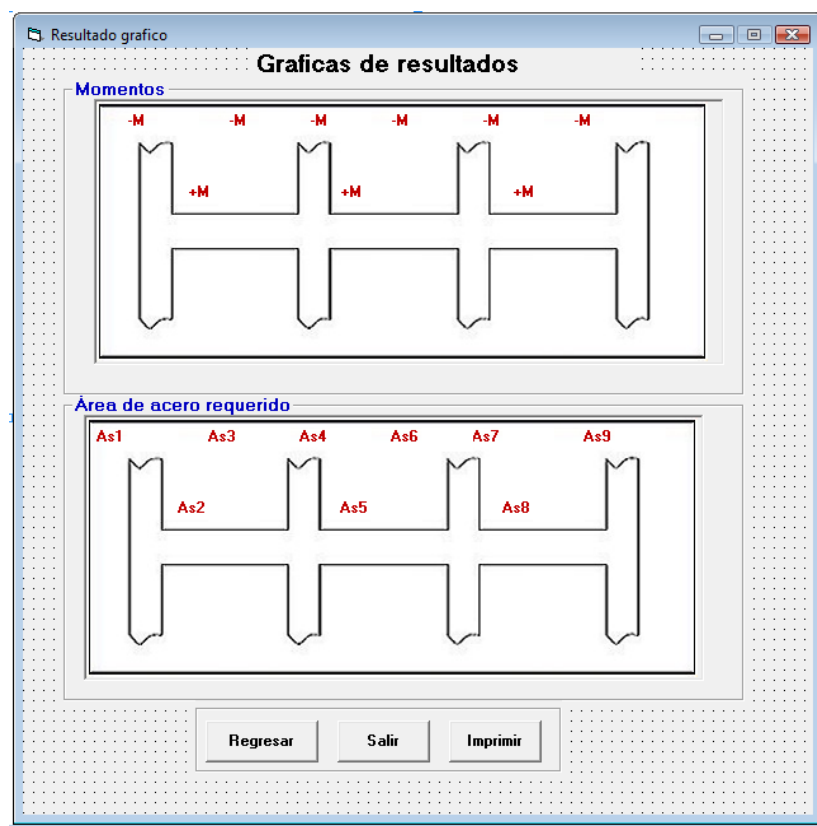 Resultado grafico
Graficas de resultados
Momentos
-M -M -M -M -M -M
+M +M +M
Área de acero requerido
As1 As3 As4 As6 As7 As9
As2 As5 As8
Regresar Salir Imprimir